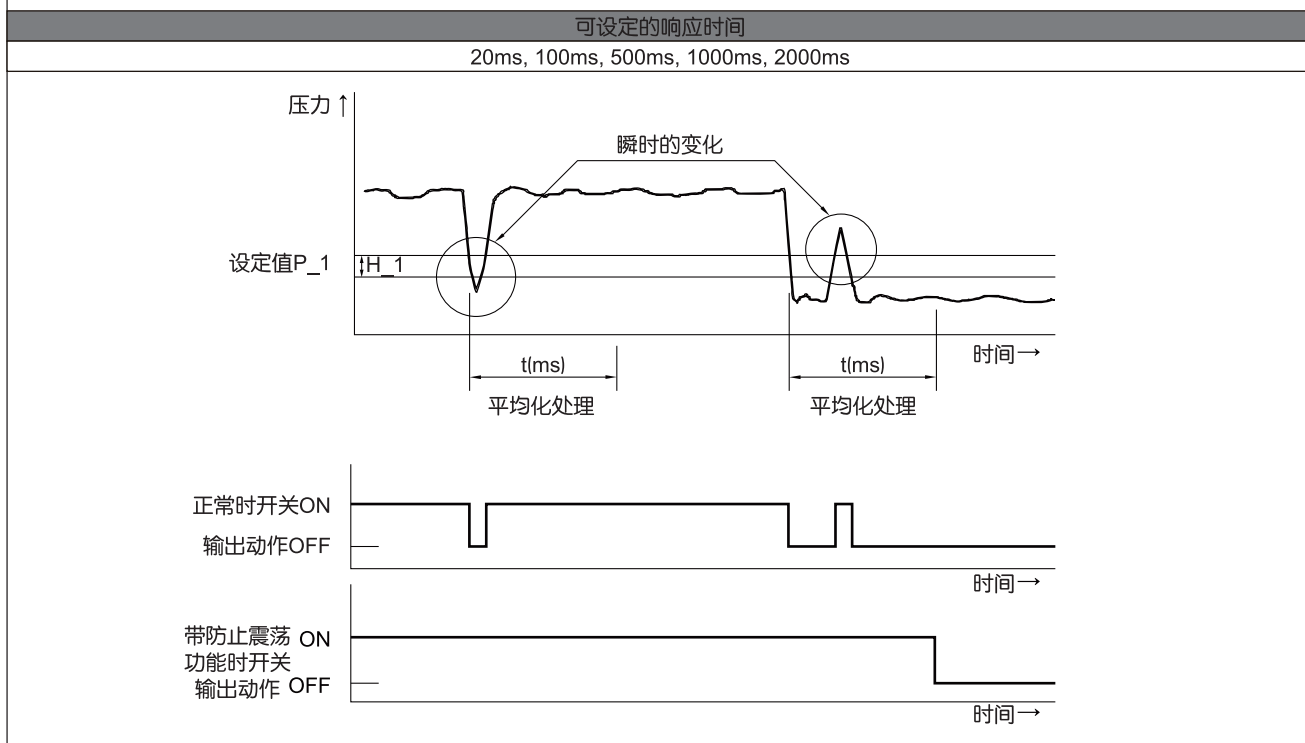 可设定的响应时间
20ms, 100ms, 500ms, 1000ms, 2000ms
压力↑
瞬时的变化
设定值P_1
H_1
时间→
t(ms)
t(ms)
平均化处理
平均化处理
正常时开关ON
输出动作OFF
时间→
带防止震荡 ON
功能时开关
输出动作 OFF
时间→